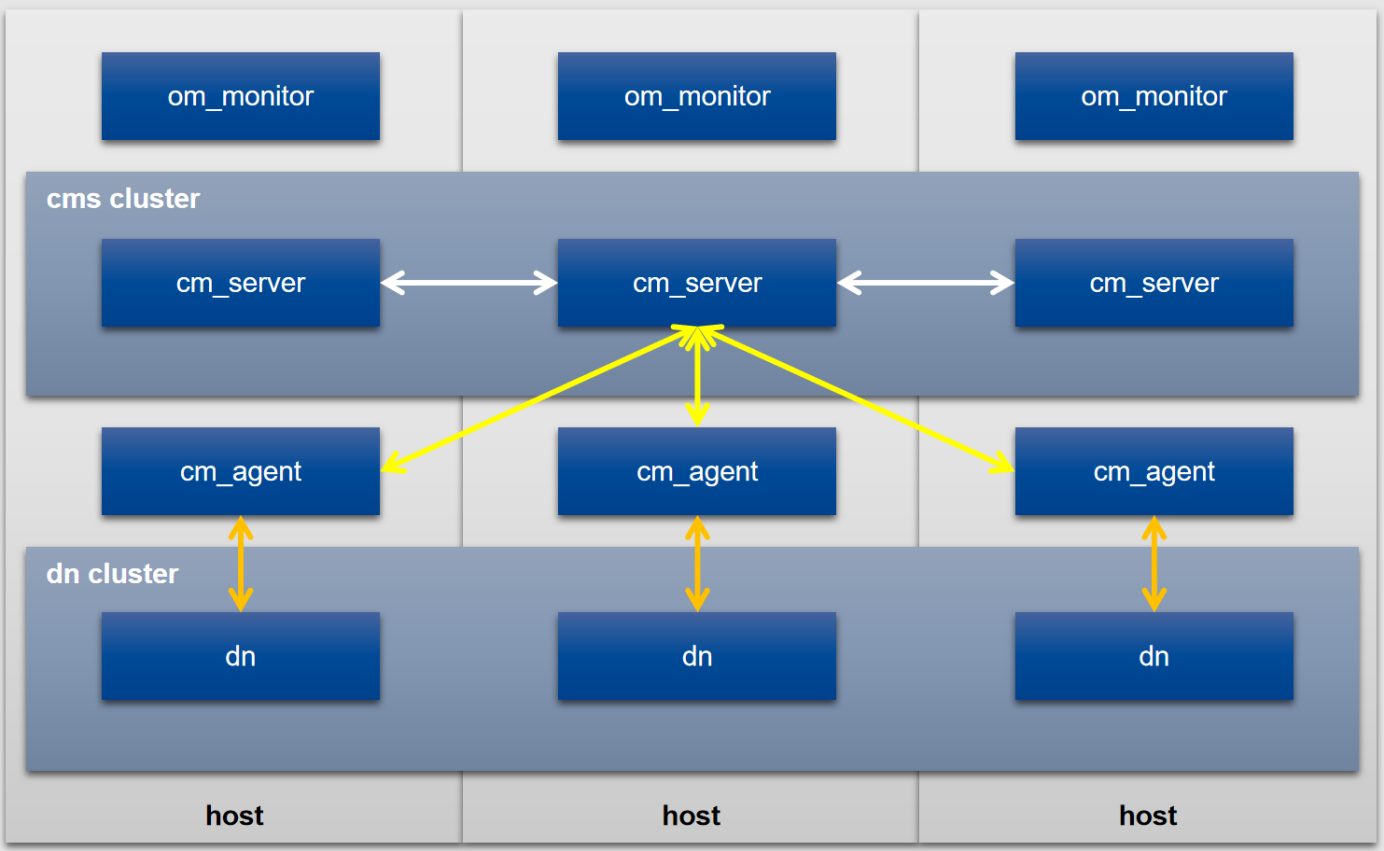 om_monitor
om_monitor
om_monitor
cms cluster
cm_server
cm_server
cm_server
cm_agent
cm_agent
cm_agent
dn cluster
dn
dn
dn
host
host
host